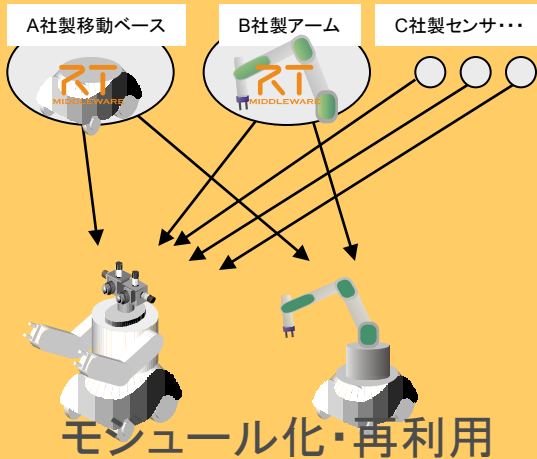 A社製移動ベース
B社製アーム
C社製センサ・・・
RT
MIDDLEWARE
RT
MIDDLEWARE
モジュール化・再利用